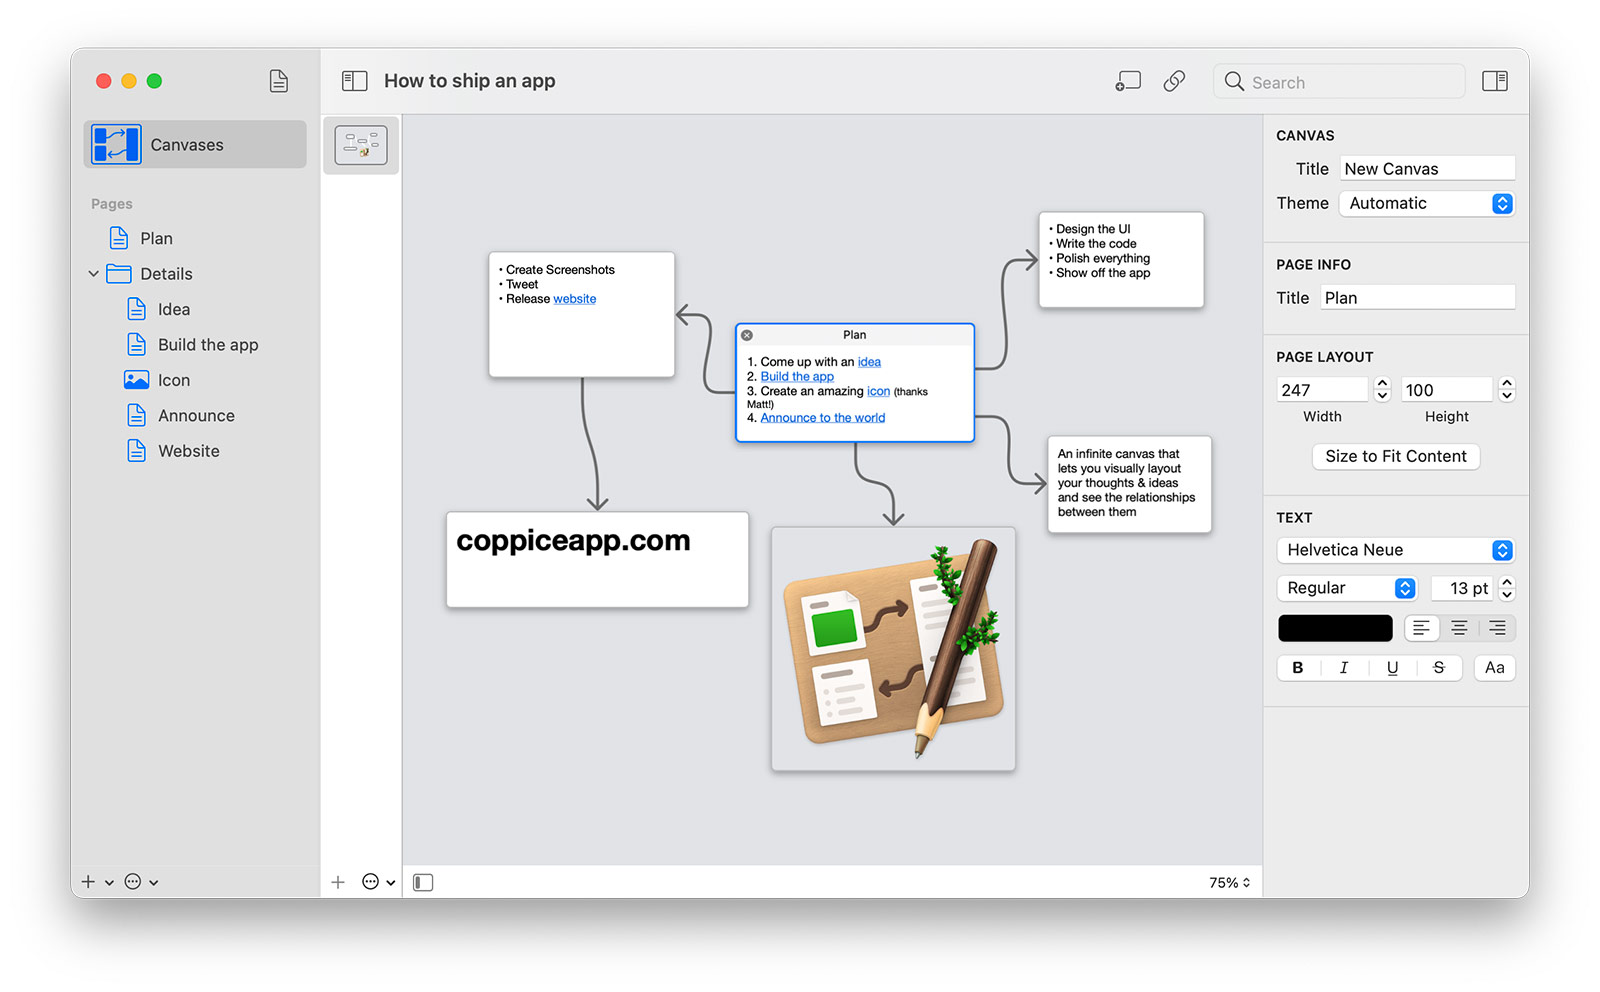 How to ship an app
Search
Canvases
Pages
Plan
Details
Idea
Build the app
Icon
Announce
Website
• Create Screenshots
• Tweet
• Release website
Plan
1. Come up with an idea
2. Build the app
3. Create an amazing icon (thanks
Matt!)
4. Announce to the world
• Design the UI
• Write the code
• Polish everything
• Show off the app
An infinite canvas that
lets you visually layout
your thoughts & ideas
and see the relationships
between them
coppiceapp.com
75%
CANVAS
Title New Canvas
Theme Automatic
PAGE INFO
Title Plan
PAGE LAYOUT
247 100
Width Height
Size to Fit Content
TEXT
Helvetica Neue
Regular 13 pt
B I U S Aa